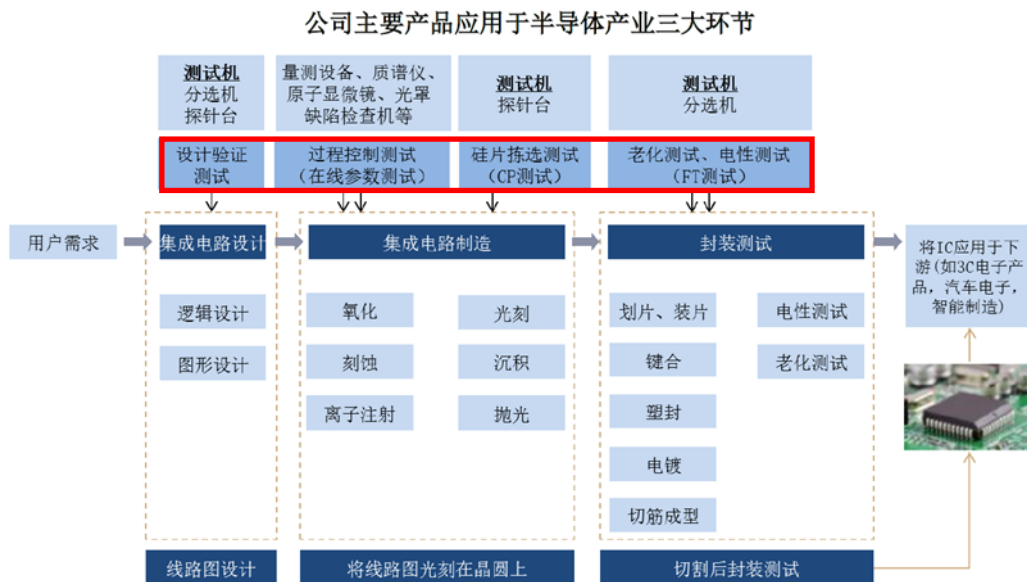 公司主要产品应用于半导体产业三大环节
测试机
分选机
探针台
量测设备、质谱仪、
原子显微镜、光罩
缺陷检查机等
测试机
探针台
测试机
分选机
设计验证
测试
过程控制测试
(在线参数测试)
硅片拣选测试
(CP测试)
老化测试、电性测试
(FT测试)
用户需求
集成电路设计
集成电路制造
封装测试
将IC应用于下
游(如3C电子产
品,汽车电子,
智能制造)
逻辑设计
图形设计
氧化
光刻
刻蚀
沉积
离子注射
抛光
划片、装片
电性测试
键合
老化测试
塑封
电镀
切筋成型
线路图设计
将线路图光刻在晶圆上
切割后封装测试